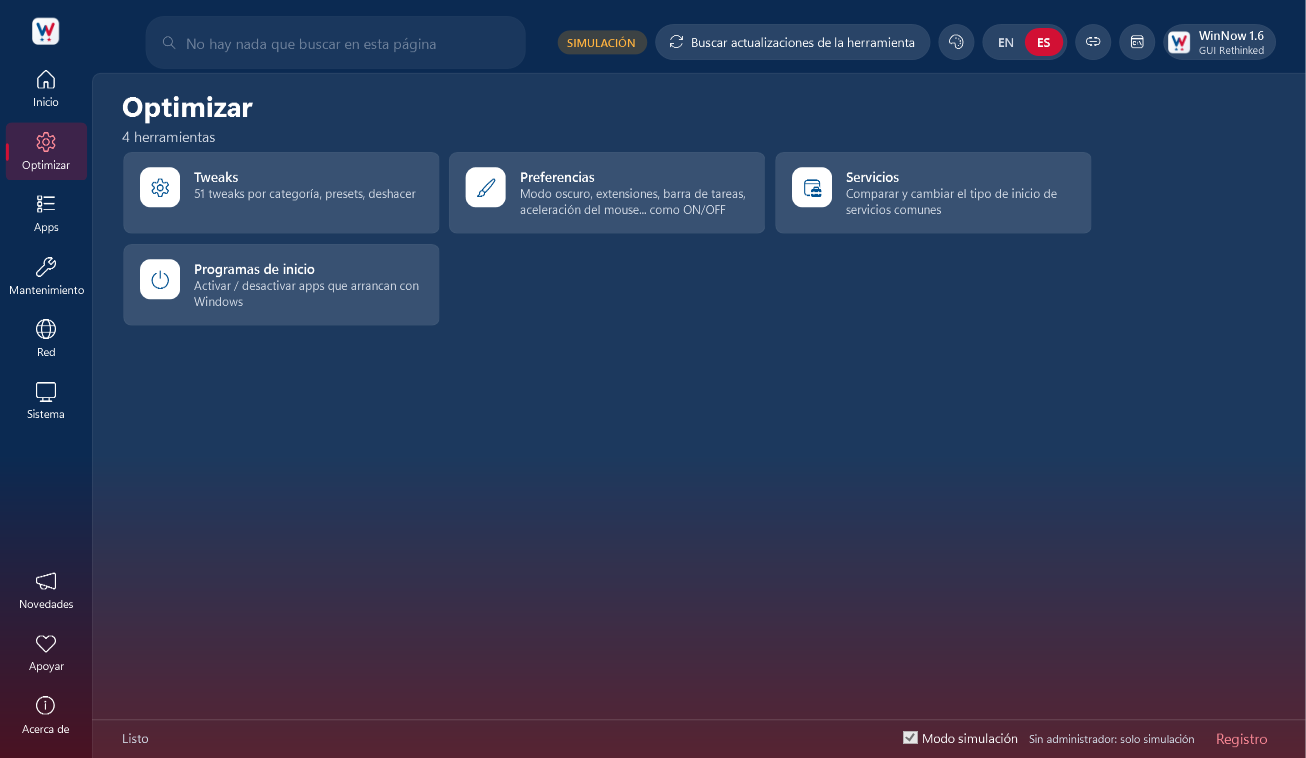 No hay nada que buscar en esta página
SIMULACIÓN
Buscar actualizaciones de la herramienta
EN
ES
WinNow 1.6
GUI Rethinked
Inicio
Optimizar
Apps
Mantenimiento
Red
Sistema
Novedades
Apoyar
Acerca de
Optimizar
4 herramientas
Tweaks
51 tweaks por categoría, presets, deshacer
Preferencias
Modo oscuro, extensiones, barra de tareas,
aceleración del mouse... como ON/OFF
Servicios
Comparar y cambiar el tipo de inicio de
servicios comunes
Programas de inicio
Activar / desactivar apps que arrancan con
Windows
Listo
Modo simulación
Sin administrador: solo simulación
Registro